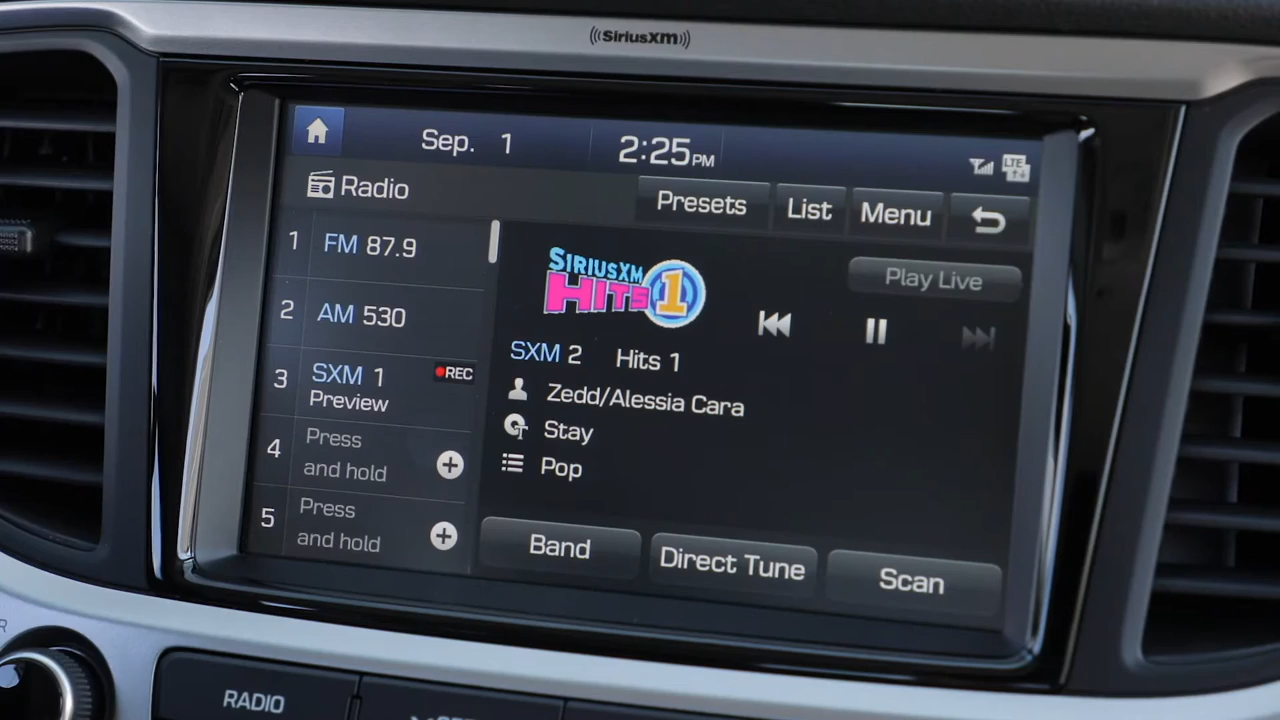 SiriusXM
Sep. 1
2:25PM
LTE
Radio
Presets
List
Menu
1 FM 87.9
2 AM 530
3 SXM 1
REC
Preview
4 Press
and hold
5 Press
and hold
SIRIUSXM
HITS 1
Play Live
SXM 2 Hits 1
Zedd/Alessia Cara
Stay
Pop
Band
Direct Tune
Scan
RADIO